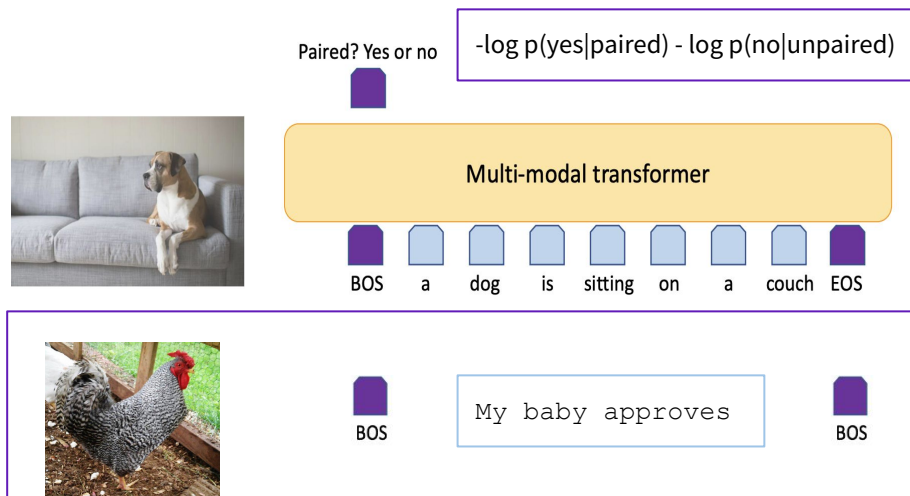 Paired? Yes or no
-log p(yes|paired) - log p(no|unpaired)
Multi-modal transformer
BOS a dog is sitting on a couch EOS
My baby approves
BOS BOS